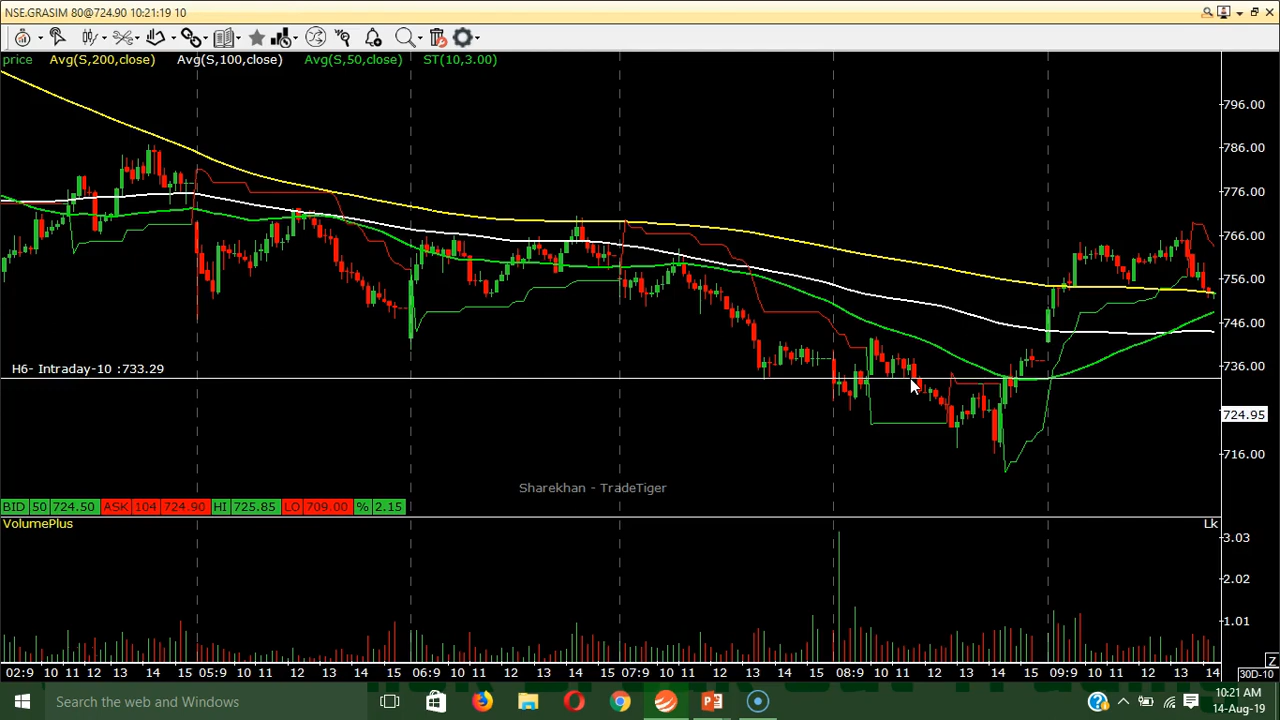 NSE.GRASIM 80@724.90 10:21:19 10
price Avg(S,200,close) Avg(S,100,close) Avg(S,50,close) ST(10,3.00)
796.00
786.00
776.00
766.00
756.00
746.00
736.00
H6- Intraday-10 :733.29
724.95
716.00
Sharekhan - TradeTiger
BID 50 724.50 ASK 104 724.90 HI 725.85 LO 709.00 % 2.15
VolumePlus Lk
3.03
2.02
1.01
Z
02:9 10 11 12 13 14 15 05:9 10 11 12 13 14 15 06:9 10 11 12 13 14 15 07:9 10 11 12 13 14 15 08:9 10 11 12 13 14 15 09:9 10 11 12 13 14 30D-10
Search the web and Windows
10:21 AM
14-Aug-19